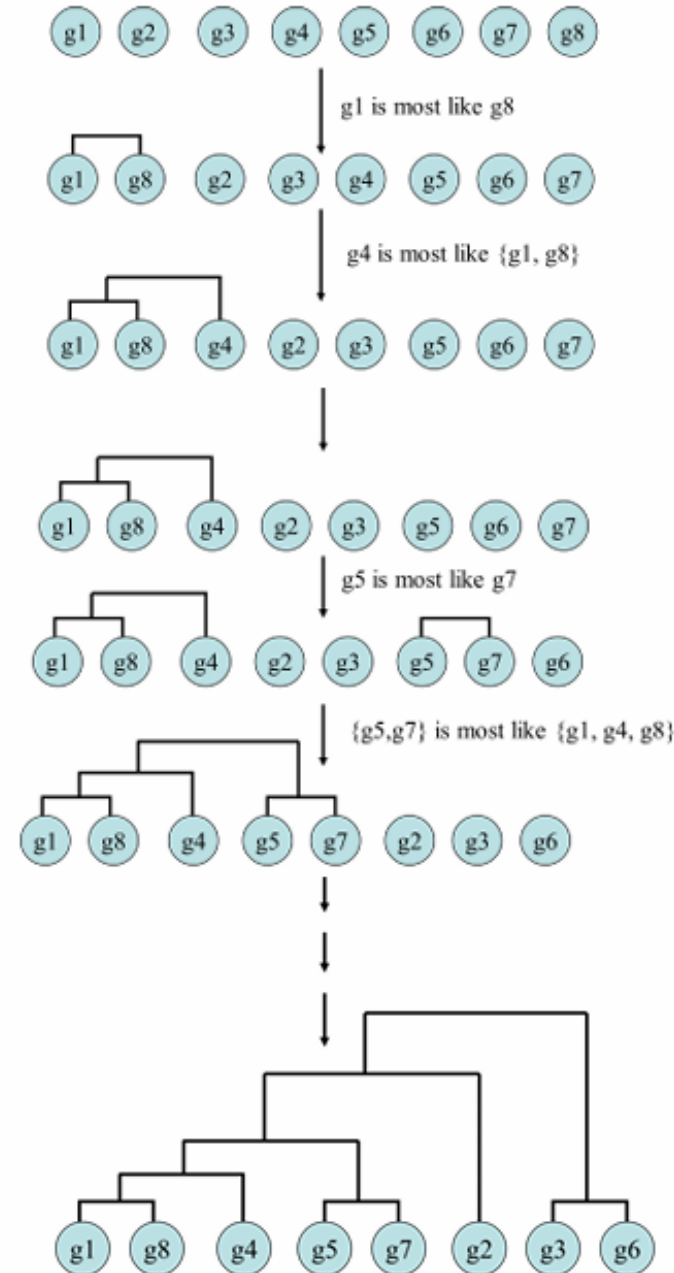 g1 g2 g3 g4 g5 g6 g7 g8
g1 is most like g8
g1 g8 g2 g3 g4 g5 g6 g7
g4 is most like {g1, g8}
g1 g8 g4 g2 g3 g5 g6 g7
g1 g8 g4 g2 g3 g5 g6 g7
g5 is most like g7
g1 g8 g4 g2 g3 g5 g7 g6
{g5,g7} is most like {g1, g4, g8}
g1 g8 g4 g5 g7 g2 g3 g6
g1 g8 g4 g5 g7 g2 g3 g6